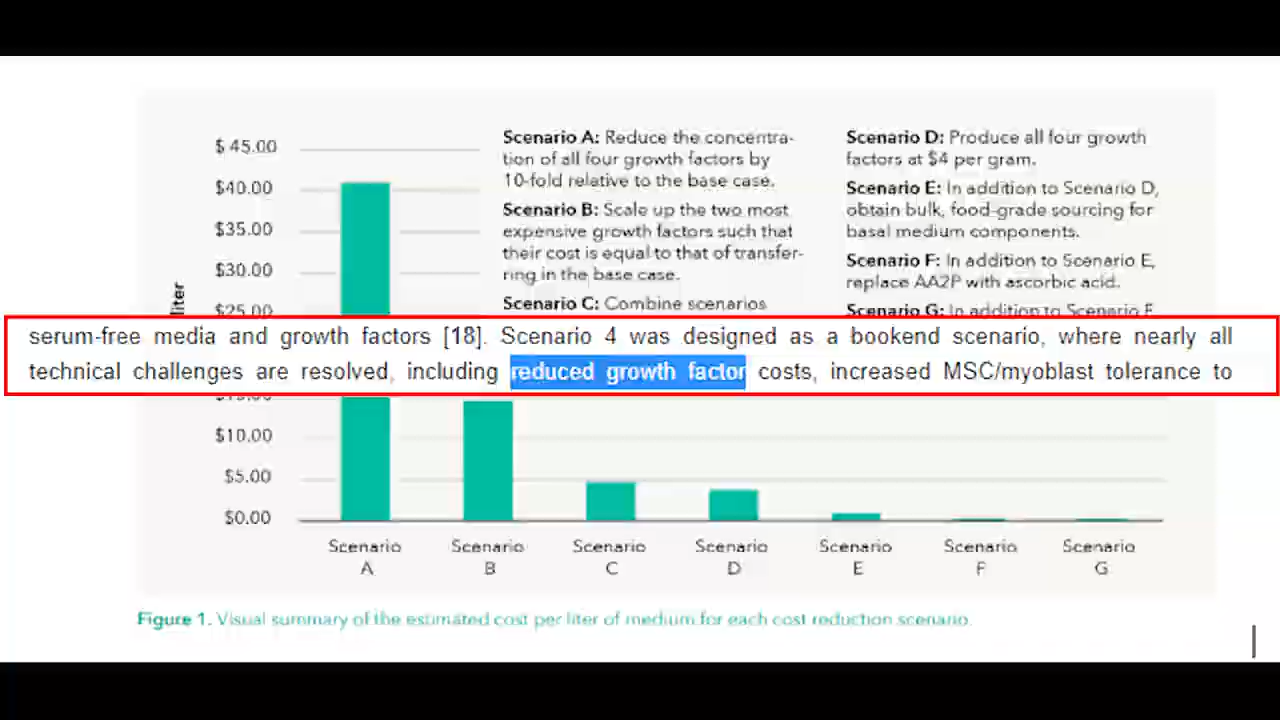 $ 45.00
$40.00
$35.00
$30.00
$25.00
liter
Scenario A: Reduce the concentra-
tion of all four growth factors by
10-fold relative to the base case.
Scenario B: Scale up the two most
expensive growth factors such that
their cost is equal to that of transfer-
ring in the base case.
Scenario C: Combine scenarios
Scenario D: Produce all four growth
factors at $4 per gram.
Scenario E: In addition to Scenario D,
obtain bulk, food-grade sourcing for
basal medium components.
Scenario F: In addition to Scenario E,
replace AA2P with ascorbic acid.
Scenario G: In addition to Scenario F,
serum-free media and growth factors [18]. Scenario 4 was designed as a bookend scenario, where nearly all
technical challenges are resolved, including reduced growth factor costs, increased MSC/myoblast tolerance to
$15.00
$10.00
$5.00
$0.00
Scenario A
Scenario B
Scenario C
Scenario D
Scenario E
Scenario F
Scenario G
Figure 1. Visual summary of the estimated cost per liter of medium for each cost reduction scenario.